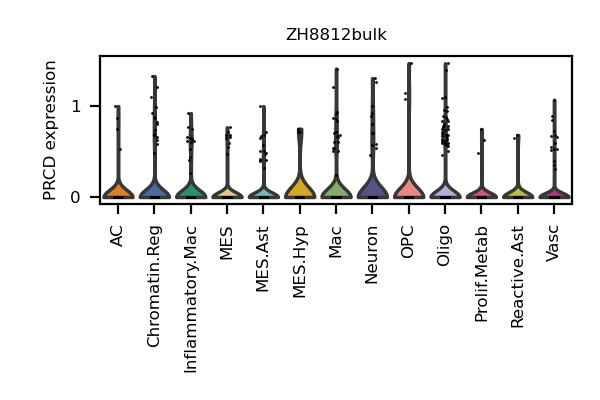 ZH8812bulk
PRCD expression
1
0
AC
Chromatin.Reg
Inflammatory.Mac
MES
MES.Ast
MES.Hyp
Mac
Neuron
OPC
Oligo
Prolif.Metab
Reactive.Ast
Vasc